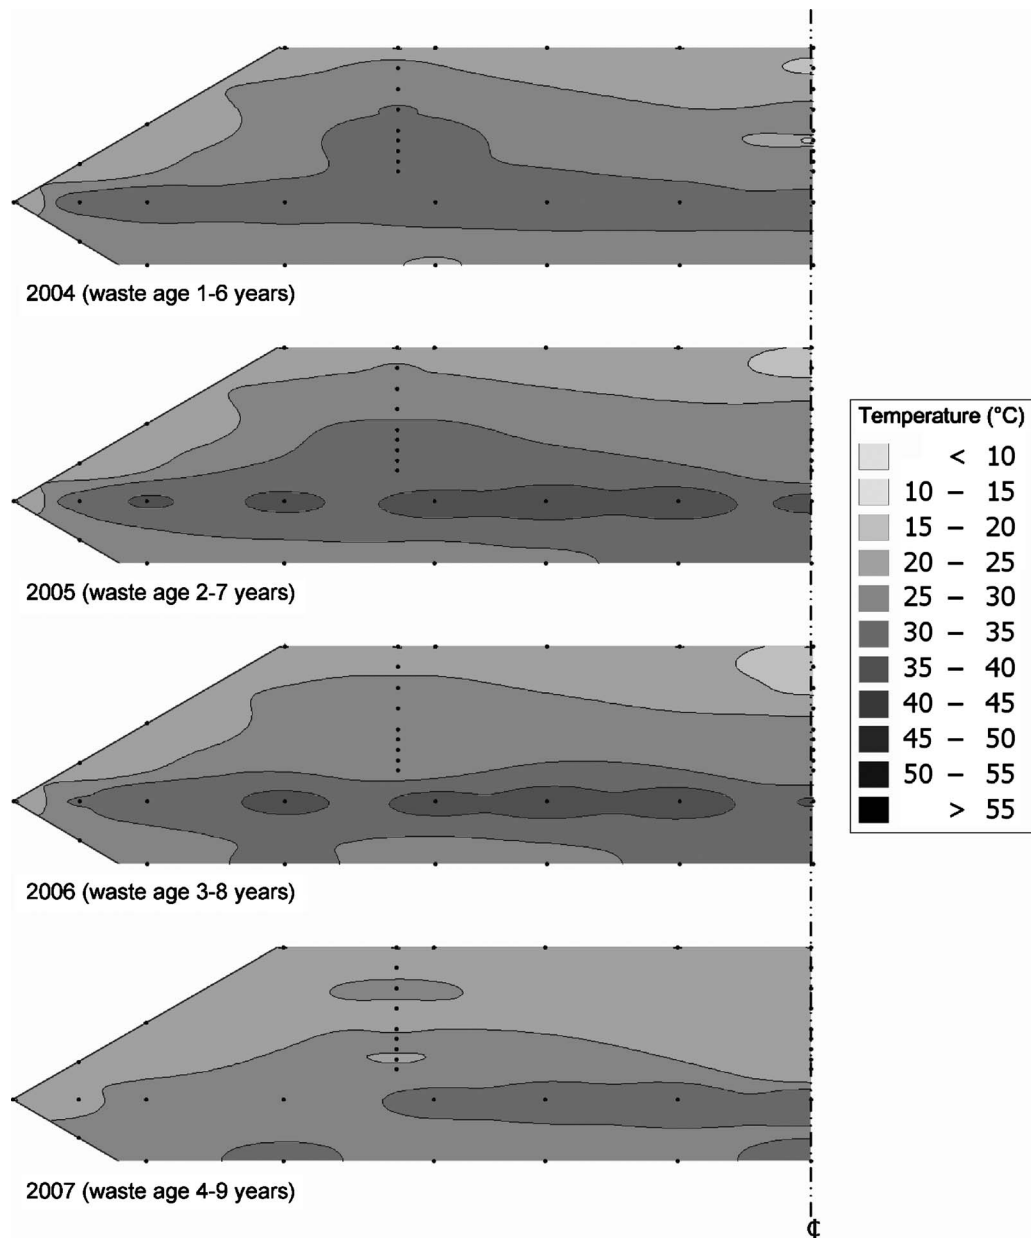 2004 (waste age 1-6 years)
2005 (waste age 2-7 years)
Temperature (°C)
< 10
10 – 15
15 – 20
20 – 25
25 – 30
30 – 35
35 – 40
40 – 45
45 – 50
50 – 55
> 55
2006 (waste age 3-8 years)
2007 (waste age 4-9 years)
℄